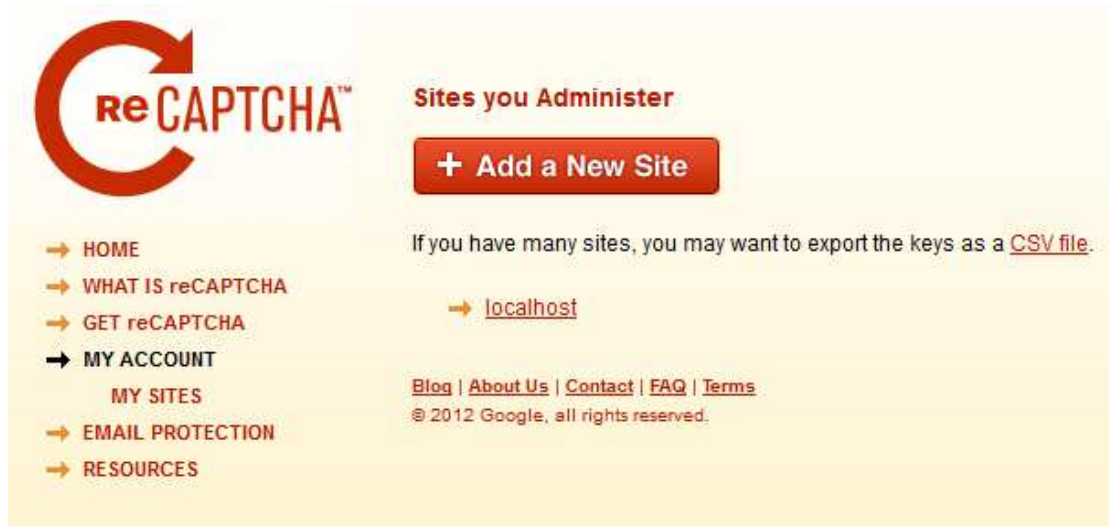 reCAPTCHA™
Sites you Administer
+ Add a New Site
If you have many sites, you may want to export the keys as a CSV file.
localhost
HOME
WHAT IS reCAPTCHA
GET reCAPTCHA
MY ACCOUNT
MY SITES
EMAIL PROTECTION
RESOURCES
Blog | About Us | Contact | FAQ | Terms
© 2012 Google, all rights reserved.